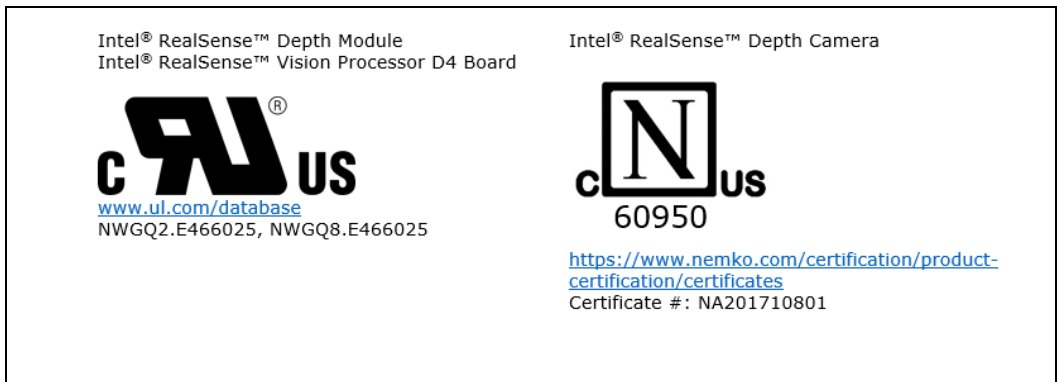 Intel® RealSense™ Depth Module
Intel® RealSense™ Vision Processor D4 Board
c RU ® US
www.ul.com/database
NWGQ2.E466025, NWGQ8.E466025
Intel® RealSense™ Depth Camera
c N US
60950
https://www.nemko.com/certification/product-
certification/certificates
Certificate #: NA201710801